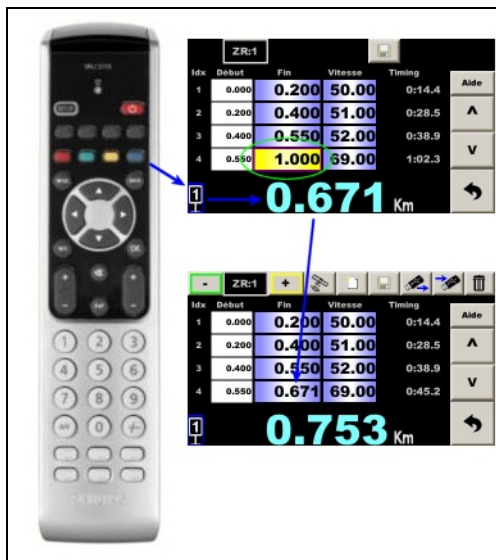 ZR:1
Idx Début Fin Vitesse Timing
1 0.000 0.200 50.00 0:14.4
2 0.200 0.400 51.00 0:28.5
3 0.400 0.550 52.00 0:38.9
4 0.550 1.000 69.00 1:02.3
Aide
1 0.671 Km
- ZR:1 +
Idx Début Fin Vitesse Timing
1 0.000 0.200 50.00 0:14.4
2 0.200 0.400 51.00 0:28.5
3 0.400 0.550 52.00 0:38.9
4 0.550 0.671 69.00 0:45.2
Aide
1 0.753 Km
1 2 3
4 5 6
7 8 9
0